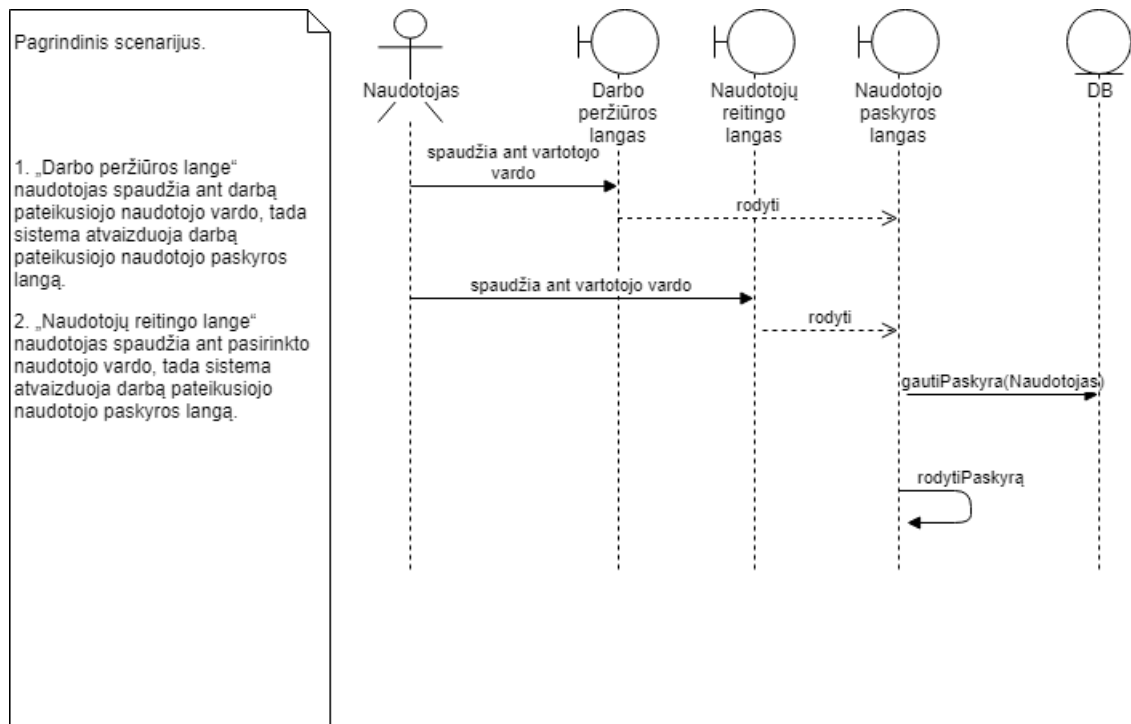 Pagrindinis scenarijus.
1. „Darbo peržiūros lange“
naudotojas spaudžia ant darbą
pateikusiojo naudotojo vardo, tada
sistema atvaizduoja darbą
pateikusiojo naudotojo paskyros
langą.
2. „Naudotojų reitingo lange“
naudotojas spaudžia ant pasirinkto
naudotojo vardo, tada sistema
atvaizduoja darbą pateikusiojo
naudotojo paskyros langą.
Naudotojas
Darbo
peržiūros
langas
Naudotojų
reitingo
langas
Naudotojo
paskyros
langas
DB
spaudžia ant vartotojo
vardo
rodyti
spaudžia ant vartotojo vardo
rodyti
gautiPaskyra(Naudotojas)
rodytiPaskyrą